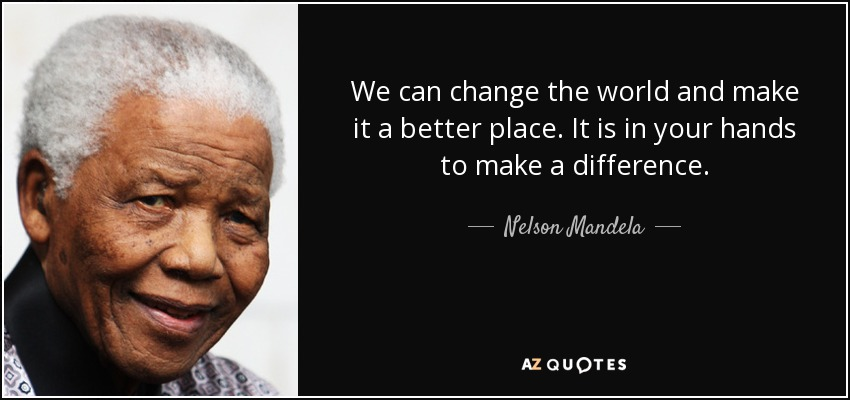 We can change the world and make
it a better place. It is in your hands
to make a difference.
Nelson Mandela
AZ QUOTES